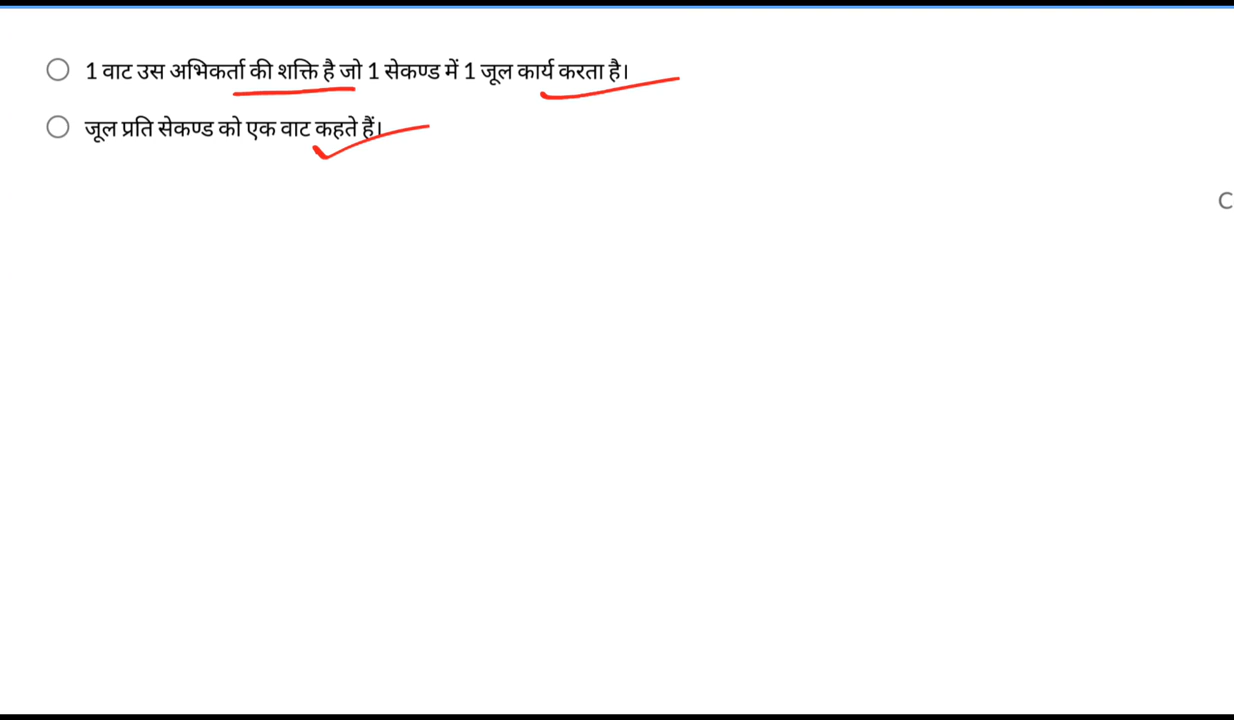 1 वाट उस अभिकर्ता की शक्ति है जो 1 सेकण्ड में 1 जूल कार्य करता है।
जूल प्रति सेकण्ड को एक वाट कहते हैं।
C